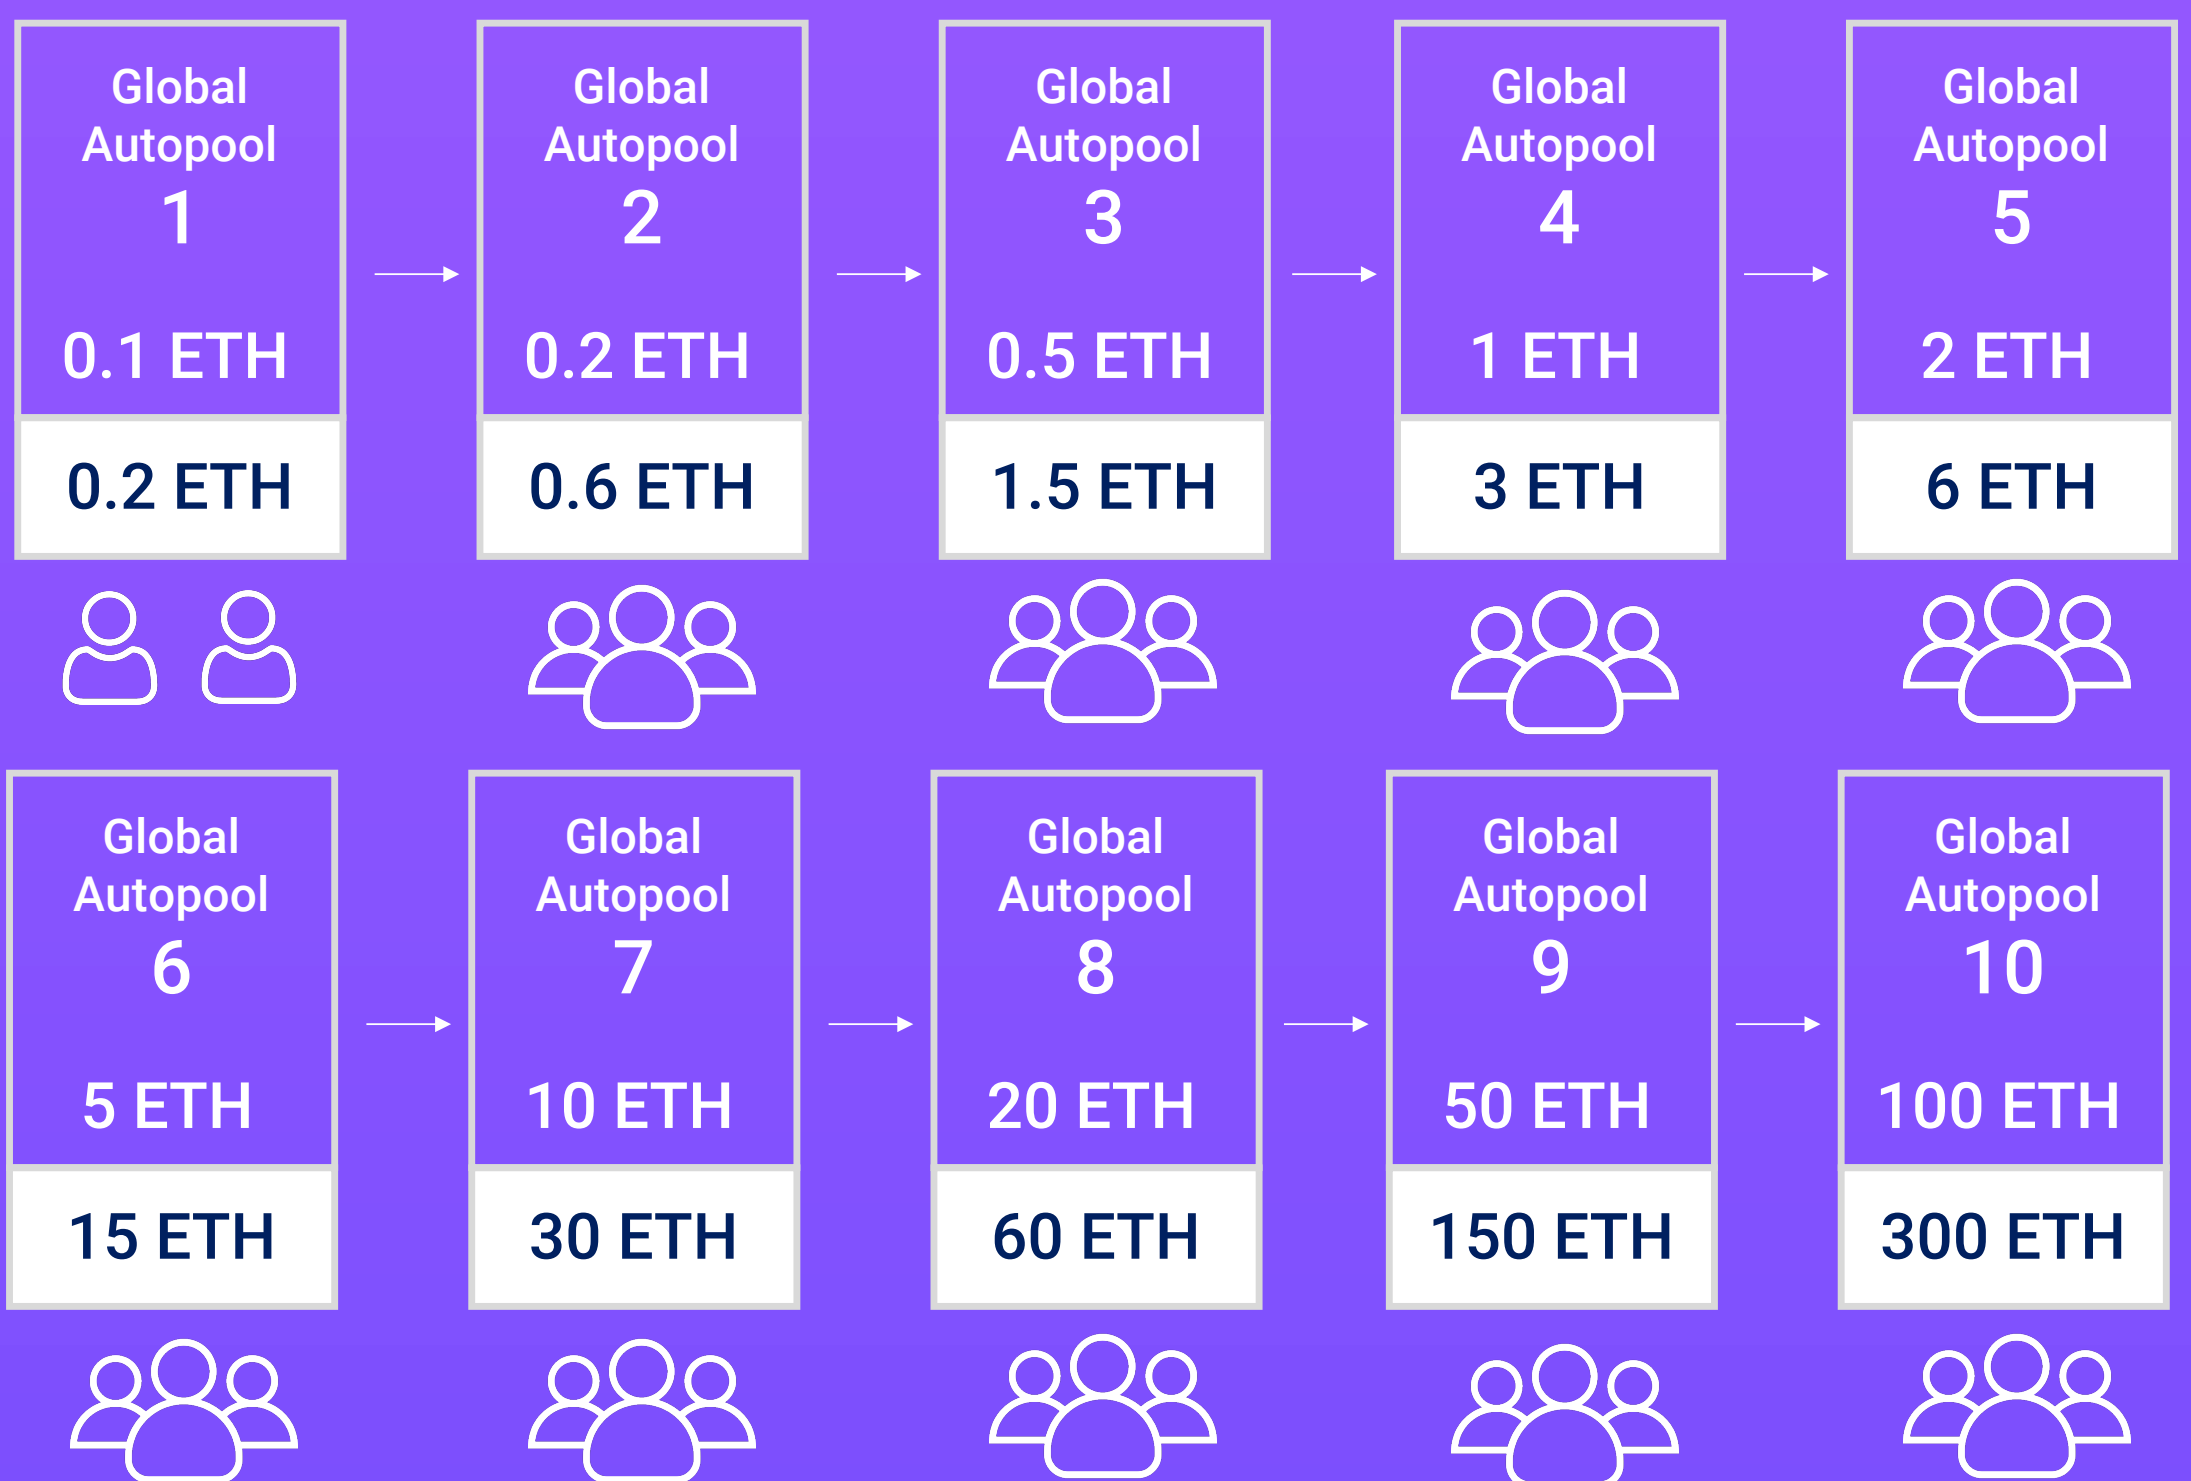 Global
Autopool
1
0.1 ETH
0.2 ETH
Global
Autopool
2
0.2 ETH
0.6 ETH
Global
Autopool
3
0.5 ETH
1.5 ETH
Global
Autopool
4
1 ETH
3 ETH
Global
Autopool
5
2 ETH
6 ETH
Global
Autopool
6
5 ETH
15 ETH
Global
Autopool
7
10 ETH
30 ETH
Global
Autopool
8
20 ETH
60 ETH
Global
Autopool
9
50 ETH
150 ETH
Global
Autopool
10
100 ETH
300 ETH